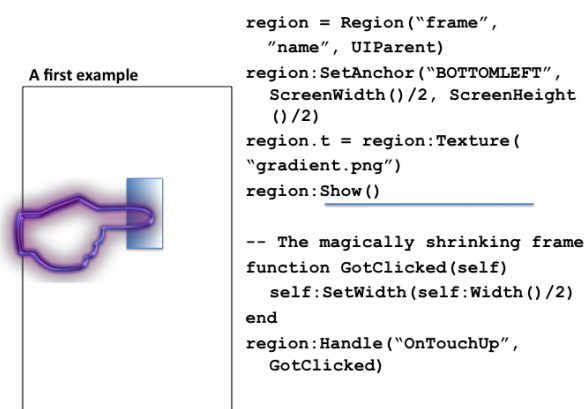 A first example
region = Region(“frame”,
”name”, UIParent)
region:SetAnchor(“BOTTOMLEFT”,
ScreenWidth()/2, ScreenHeight
()/2)
region.t = region:Texture(
“gradient.png”)
region:Show()
-- The magically shrinking frame
function GotClicked(self)
self:SetWidth(self:Width()/2)
end
region:Handle(“OnTouchUp”,
GotClicked)